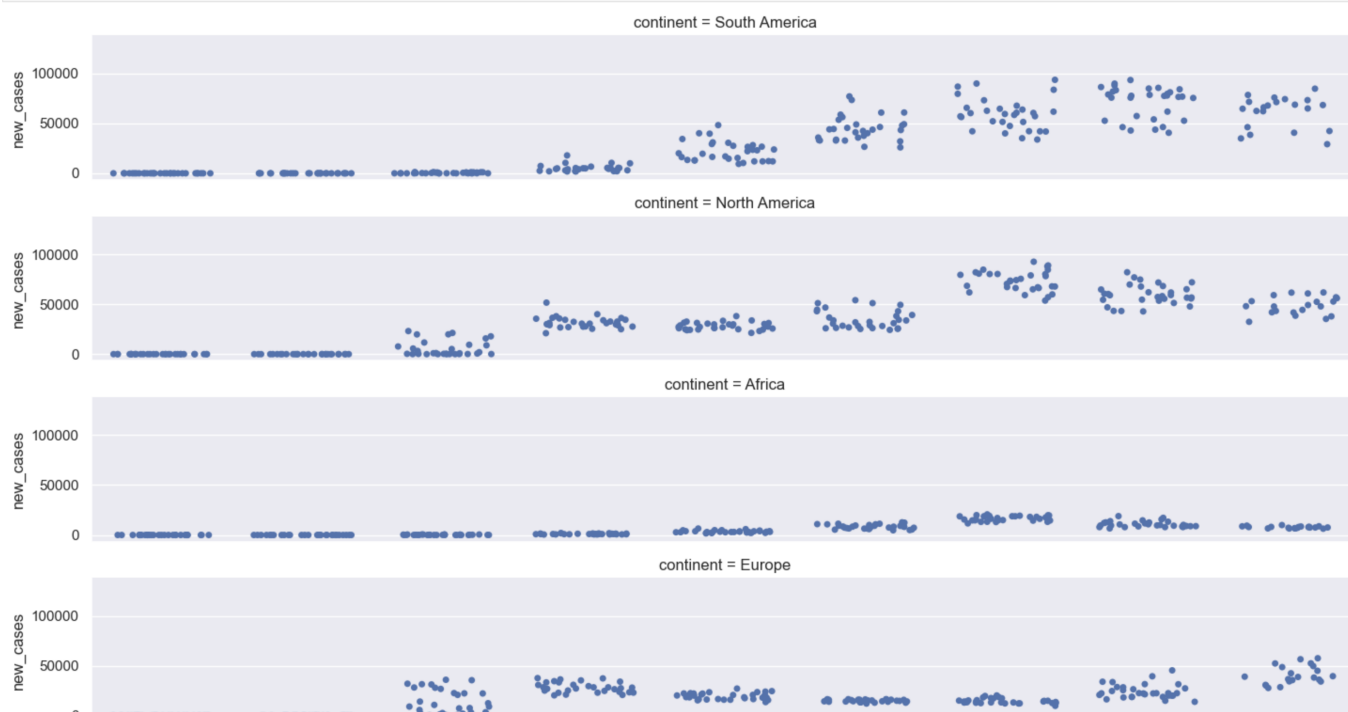 continent = South America
new_cases
100000
50000
0
continent = North America
new_cases
100000
50000
0
continent = Africa
new_cases
100000
50000
0
continent = Europe
new_cases
100000
50000